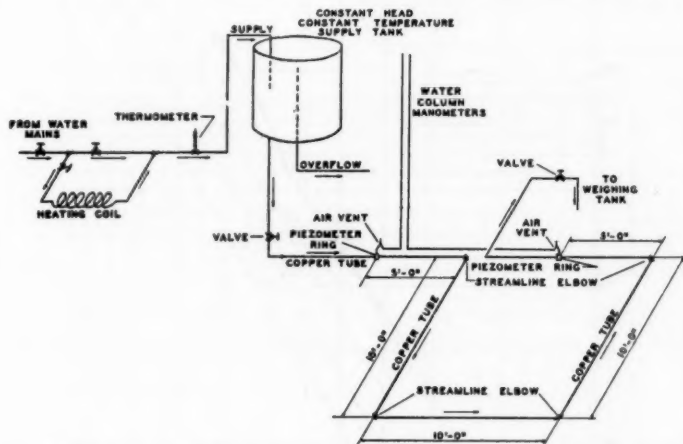 CONSTANT HEAD
CONSTANT TEMPERATURE
SUPPLY TANK
SUPPLY
WATER
COLUMN
MANOMETERS
THERMOMETER
FROM WATER
MAINS
OVERFLOW
VALVE
TO
WEIGHING
TANK
HEATING COIL
AIR VENT
VALVE
PIEZOMETER
RING
COPPER TUBE
AIR
VENT
5'-0"
5'-0"
PIEZOMETER RING
STREAMLINE ELBOW
10'-0"
COPPER TUBE
COPPER TUBE
10'-0"
STREAMLINE ELBOW
10'-0"